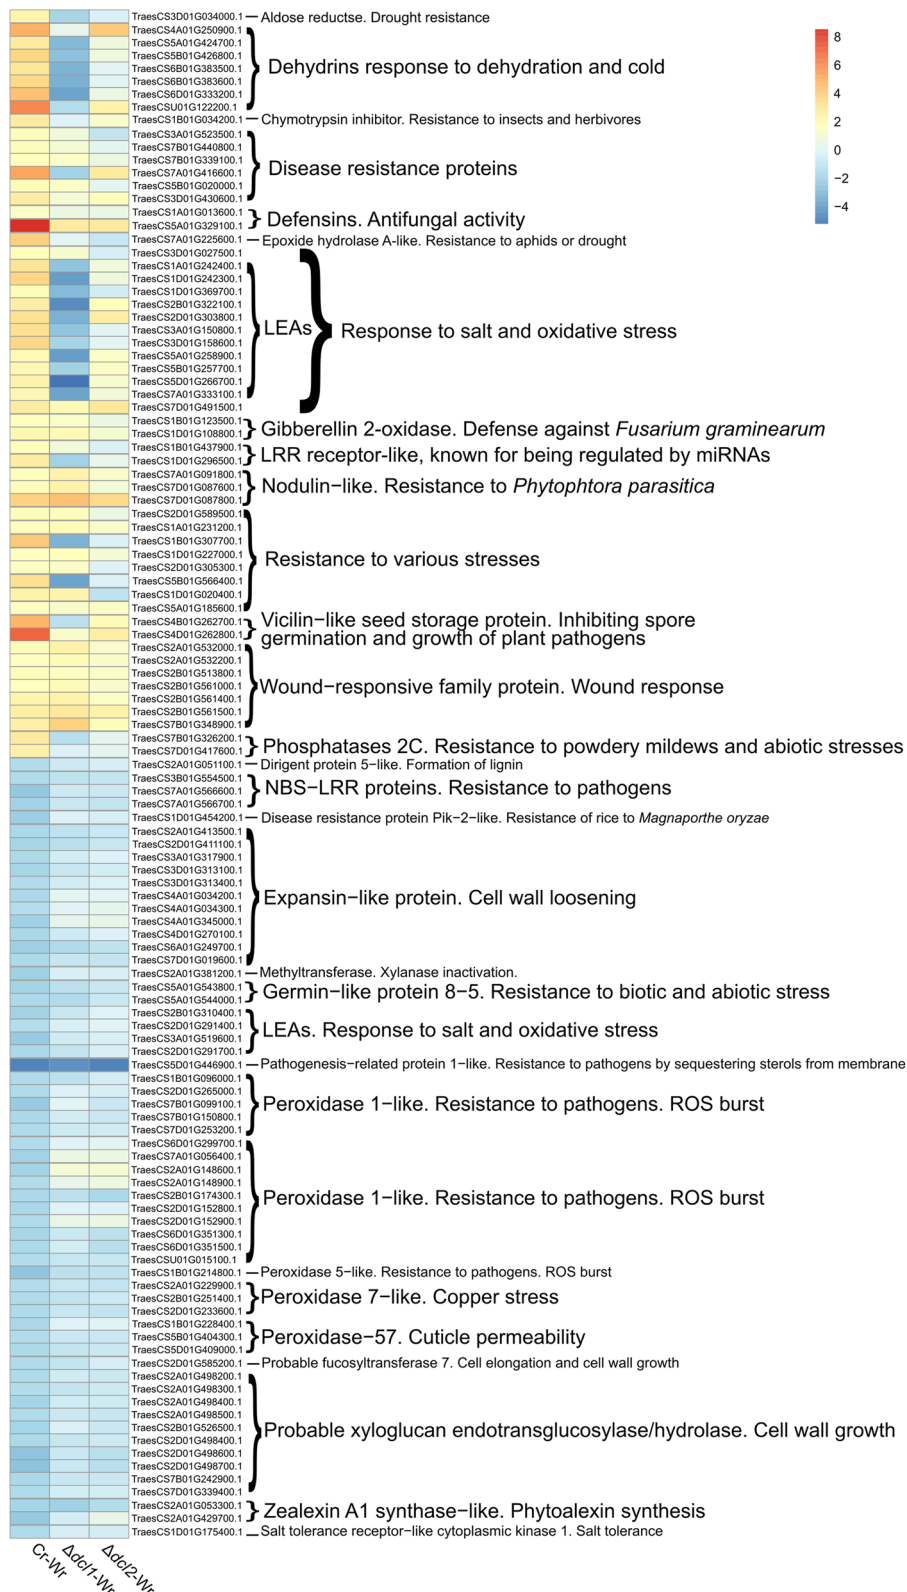 TraesCS3D01G034000.1 Aldose reductse. Drought resistance
TraesCS4A01G250900.1
TraesCS5A01G424700.1
TraesCS5B01G426800.1
TraesCS6B01G383500.1
TraesCS6B01G383600.1
TraesCS6D01G333200.1
TraesCSU01G122200.1
Dehydrins response to dehydration and cold
TraesCS1B01G034200.1 Chymotrypsin inhibitor. Resistance to insects and herbivores
TraesCS3A01G523500.1
TraesCS7B01G440800.1
TraesCS7B01G339100.1
TraesCS7A01G416600.1
TraesCS5B01G020000.1
TraesCS3D01G430600.1
Disease resistance proteins
TraesCS1A01G013600.1
TraesCS5A01G329100.1
Defensins. Antifungal activity
TraesCS7A01G225600.1 Epoxide hydrolase A-like. Resistance to aphids or drought
TraesCS3D01G027500.1
TraesCS1A01G242400.1
TraesCS1D01G242300.1
TraesCS1D01G369700.1
TraesCS2B01G322100.1
TraesCS2D01G303800.1
TraesCS3A01G150800.1
TraesCS3D01G158600.1
TraesCS5A01G258900.1
TraesCS5B01G257700.1
TraesCS5D01G266700.1
TraesCS7A01G333100.1
TraesCS7D01G491500.1
LEAs
Response to salt and oxidative stress
TraesCS1B01G123500.1
TraesCS1D01G108800.1
Gibberellin 2-oxidase. Defense against Fusarium graminearum
TraesCS1B01G437900.1
TraesCS1D01G296500.1
LRR receptor-like, known for being regulated by miRNAs
TraesCS7A01G091800.1
TraesCS7D01G087600.1
TraesCS7D01G087800.1
Nodulin-like. Resistance to Phytophtora parasitica
TraesCS2D01G589500.1
TraesCS1A01G231200.1
TraesCS1B01G307700.1
TraesCS1D01G227000.1
TraesCS2D01G305300.1
TraesCS5B01G566400.1
TraesCS1D01G020400.1
TraesCS5A01G185600.1
Resistance to various stresses
TraesCS4B01G262700.1
TraesCS4D01G262800.1
Vicilin-like seed storage protein. Inhibiting spore
germination and growth of plant pathogens
TraesCS2A01G532000.1
TraesCS2A01G532200.1
TraesCS2B01G513800.1
TraesCS2B01G561000.1
TraesCS2B01G561400.1
TraesCS2B01G561500.1
TraesCS7B01G348900.1
Wound-responsive family protein. Wound response
TraesCS7B01G326200.1
TraesCS7D01G417600.1
Phosphatases 2C. Resistance to powdery mildews and abiotic stresses
TraesCS2A01G051100.1 Dirigent protein 5-like. Formation of lignin
TraesCS3B01G554500.1
TraesCS7A01G566600.1
TraesCS7A01G566700.1
NBS-LRR proteins. Resistance to pathogens
TraesCS1D01G454200.1 Disease resistance protein Pik-2-like. Resistance of rice to Magnaporthe oryzae
TraesCS2A01G413500.1
TraesCS2D01G411100.1
TraesCS3A01G317900.1
TraesCS3D01G313100.1
TraesCS3D01G313400.1
TraesCS4A01G034200.1
TraesCS4A01G034300.1
TraesCS4A01G345000.1
TraesCS4D01G270100.1
TraesCS6A01G249700.1
TraesCS7D01G019600.1
Expansin-like protein. Cell wall loosening
TraesCS2A01G381200.1 Methyltransferase. Xylanase inactivation.
TraesCS5A01G543800.1
TraesCS5A01G544000.1
Germin-like protein 8-5. Resistance to biotic and abiotic stress
TraesCS2B01G310400.1
TraesCS2D01G291400.1
TraesCS3A01G519600.1
TraesCS2D01G291700.1
LEAs. Response to salt and oxidative stress
TraesCS5D01G446900.1 Pathogenesis-related protein 1-like. Resistance to pathogens by sequestering sterols from membrane
TraesCS1B01G096000.1
TraesCS2D01G265000.1
TraesCS7B01G099100.1
TraesCS7B01G150800.1
TraesCS7D01G253200.1
Peroxidase 1-like. Resistance to pathogens. ROS burst
TraesCS6D01G299700.1
TraesCS7A01G056400.1
TraesCS2A01G148600.1
TraesCS2A01G148900.1
TraesCS2B01G174300.1
TraesCS2D01G152800.1
TraesCS2D01G152900.1
TraesCS6D01G351300.1
TraesCS6D01G351500.1
TraesCSU01G015100.1
Peroxidase 1-like. Resistance to pathogens. ROS burst
TraesCS1B01G214800.1 Peroxidase 5-like. Resistance to pathogens. ROS burst
TraesCS2A01G229900.1
TraesCS2B01G251400.1
TraesCS2D01G233600.1
Peroxidase 7-like. Copper stress
TraesCS1B01G228400.1
TraesCS5B01G404300.1
TraesCS5D01G409000.1
Peroxidase-57. Cuticle permeability
TraesCS2D01G585200.1 Probable fucosyltransferase 7. Cell elongation and cell wall growth
TraesCS2A01G498200.1
TraesCS2A01G498300.1
TraesCS2A01G498400.1
TraesCS2A01G498500.1
TraesCS2B01G526500.1
TraesCS2D01G498400.1
TraesCS2D01G498600.1
TraesCS2D01G498700.1
TraesCS7B01G242900.1
TraesCS7D01G339400.1
Probable xyloglucan endotransglucosylase/hydrolase. Cell wall growth
TraesCS2A01G053300.1
TraesCS2A01G429700.1
Zealexin A1 synthase-like. Phytoalexin synthesis
TraesCS1D01G175400.1 Salt tolerance receptor-like cytoplasmic kinase 1. Salt tolerance
Cr-Wr
Δdcl1-Wr
Δdcl2-Wr
8
6
4
2
0
−2
−4